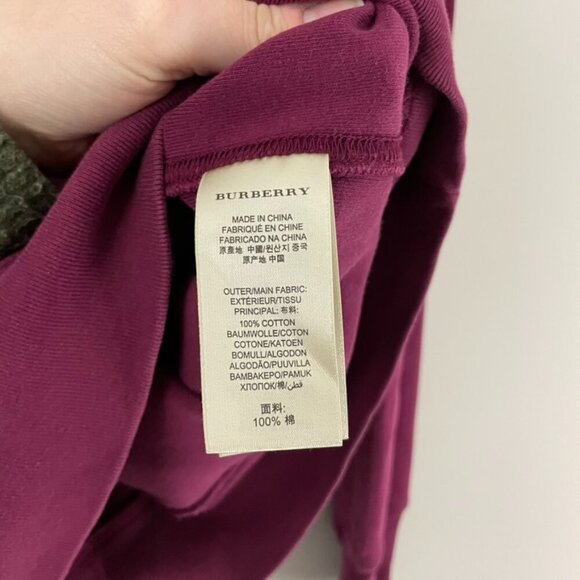 BURBERRY
MADE IN CHINA
FABRIQUÉ EN CHINE
FABRICADO NA CHINA
原產地 中國/원산지 중국
原产地 中国
OUTER/MAIN FABRIC:
EXTÉRIEUR/TISSU
PRINCIPAL: 布料:
100% COTTON
BAUMWOLLE/COTON
COTONE/KATOEN
BOMULL/ALGODON
ALGODÃO/PUUVILLA
BAMBAKEPO/PAMUK
ХЛОПОК/棉/قطن
面料:
100% 棉